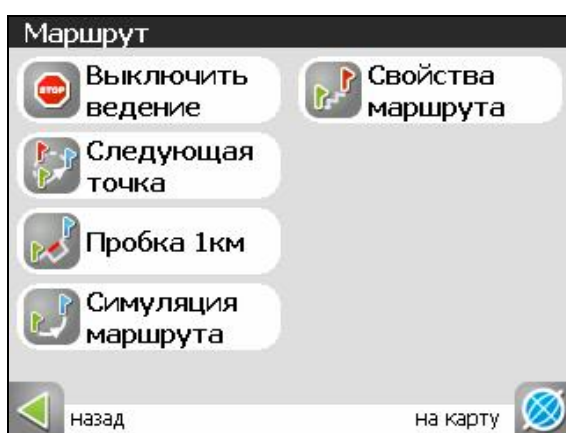 Маршрут
STOP
Выключить
ведение
Следующая
точка
Пробка 1км
Симуляция
маршрута
Свойства
маршрута
назад
на карту